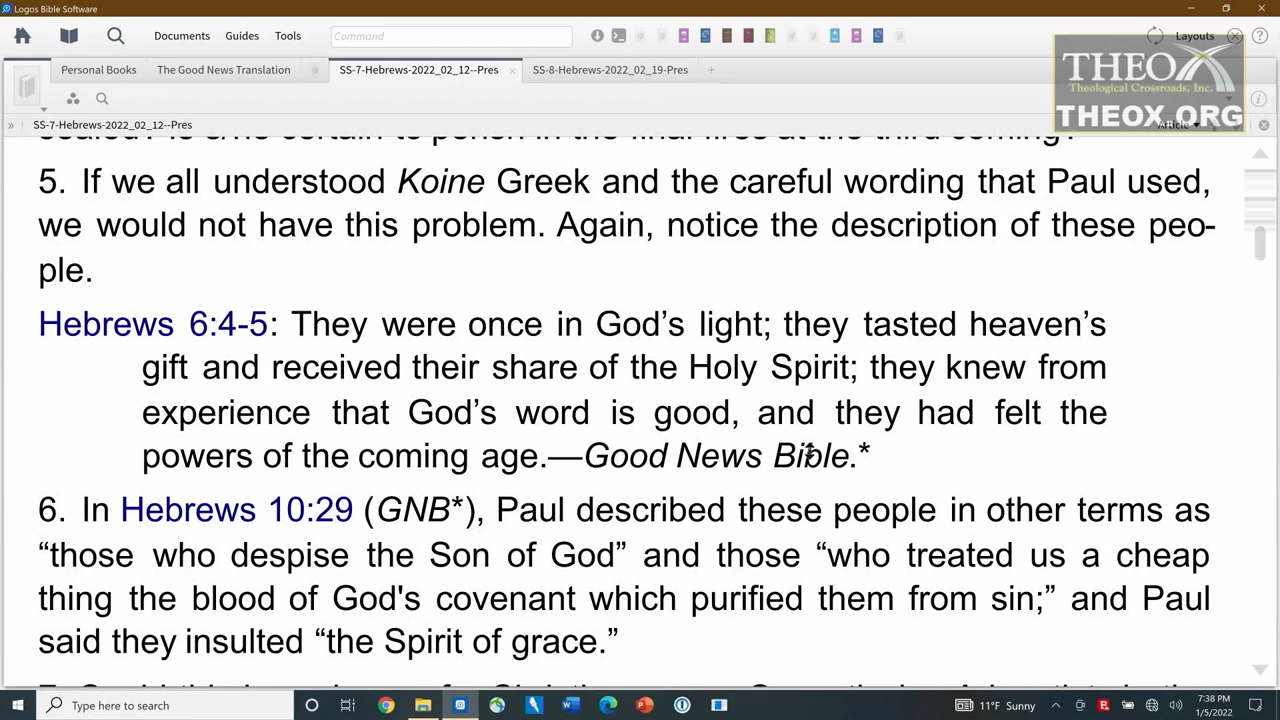 Logos Bible Software
Documents Guides Tools Command Layouts
THEOX
Theological Crossroads, Inc.
THEOX.ORG
Personal Books The Good News Translation SS-7-Hebrews-2022_02_12--Pres SS-8-Hebrews-2022_02_19-Pres
SS-7-Hebrews-2022_02_12--Pres Article
5. If we all understood Koine Greek and the careful wording that Paul used,
we would not have this problem. Again, notice the description of these peo-
ple.
Hebrews 6:4-5: They were once in God’s light; they tasted heaven’s
gift and received their share of the Holy Spirit; they knew from
experience that God’s word is good, and they had felt the
powers of the coming age.—Good News Bible.*
6. In Hebrews 10:29 (GNB*), Paul described these people in other terms as
“those who despise the Son of God” and those “who treated us a cheap
thing the blood of God's covenant which purified them from sin;” and Paul
said they insulted “the Spirit of grace.”
Type here to search 11°F Sunny 7:38 PM
1/5/2022